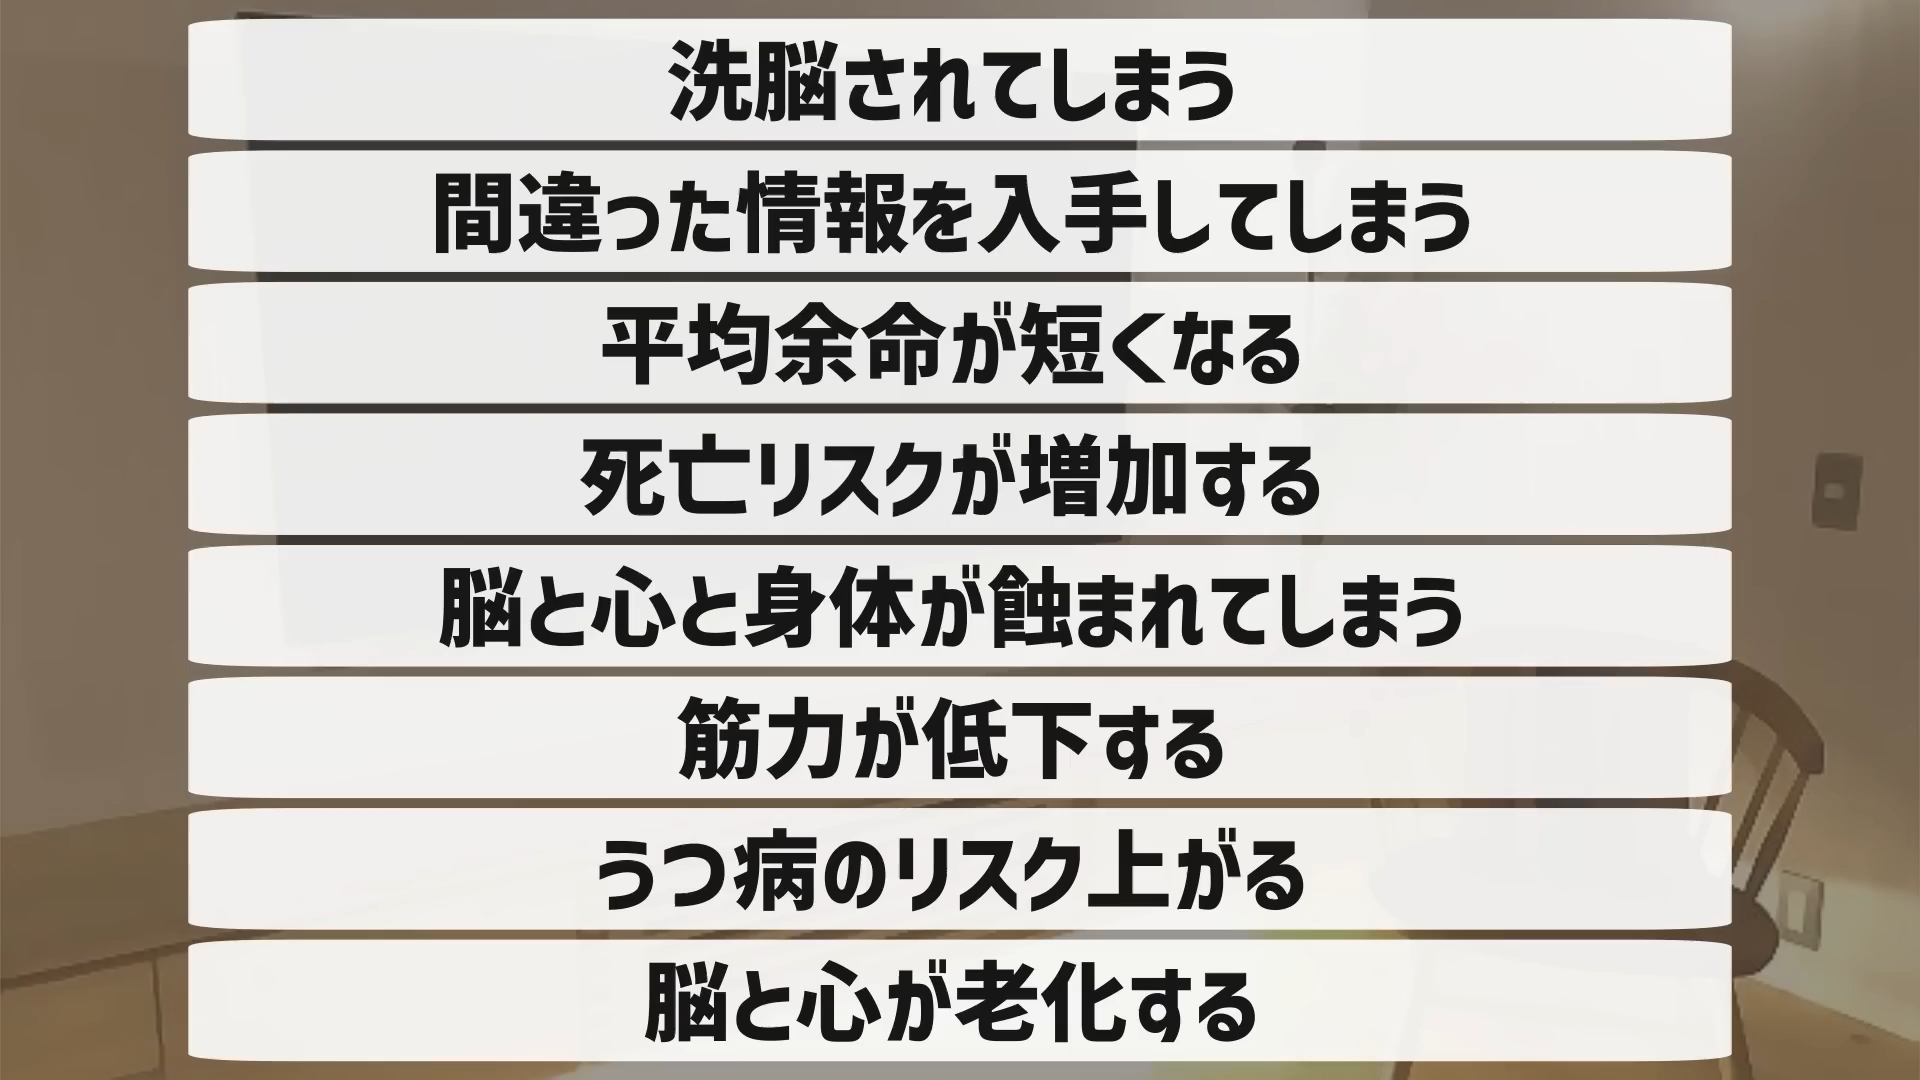 洗脳されてしまう
間違った情報を入手してしまう
平均余命が短くなる
死亡リスクが増加する
脳と心と身体が蝕まれてしまう
筋力が低下する
うつ病のリスク上がる
脳と心が老化する